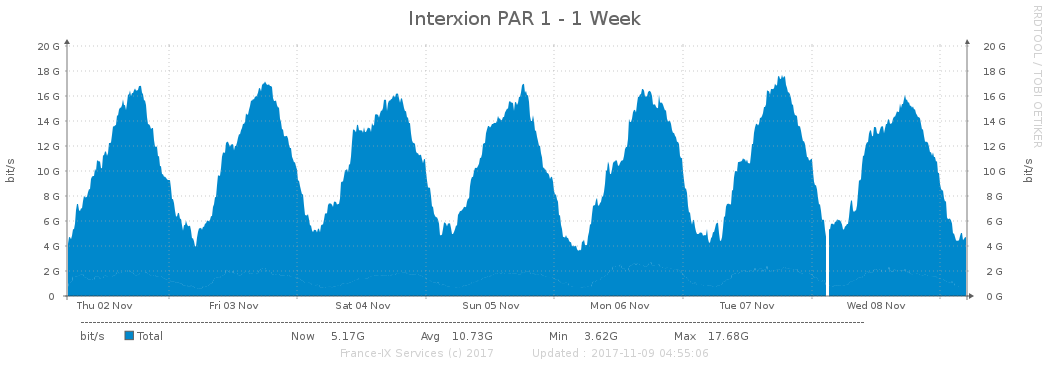 Interxion PAR 1 - 1 Week
RRDTOOL / TOBI OETIKER
20 G 20 G
18 G 18 G
16 G 16 G
14 G 14 G
12 G 12 G
10 G 10 G
8 G 8 G
6 G 6 G
4 G 4 G
2 G 2 G
0 0 G
bit/s
bit/s
Thu 02 Nov Fri 03 Nov Sat 04 Nov Sun 05 Nov Mon 06 Nov Tue 07 Nov Wed 08 Nov
bit/s Total Now 5.17G Avg 10.73G Min 3.62G Max 17.68G
France-IX Services (c) 2017 Updated : 2017-11-09 04:55:06